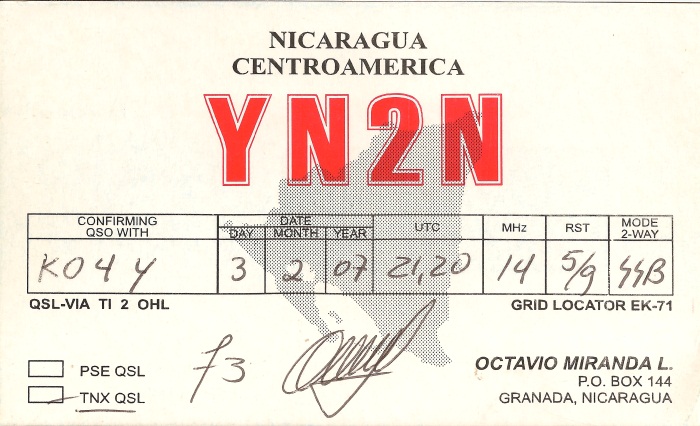 NICARAGUA
CENTROAMERICA
YN2N
CONFIRMING QSO WITH DATE DAY MONTH YEAR UTC MHz RST MODE 2-WAY
KO4Y 3 2 07 21,20 14 5/9 SSB
QSL-VIA TI 2 OHL GRID LOCATOR EK-71
PSE QSL
TNX QSL
73
OCTAVIO MIRANDA L.
P.O. BOX 144
GRANADA, NICARAGUA